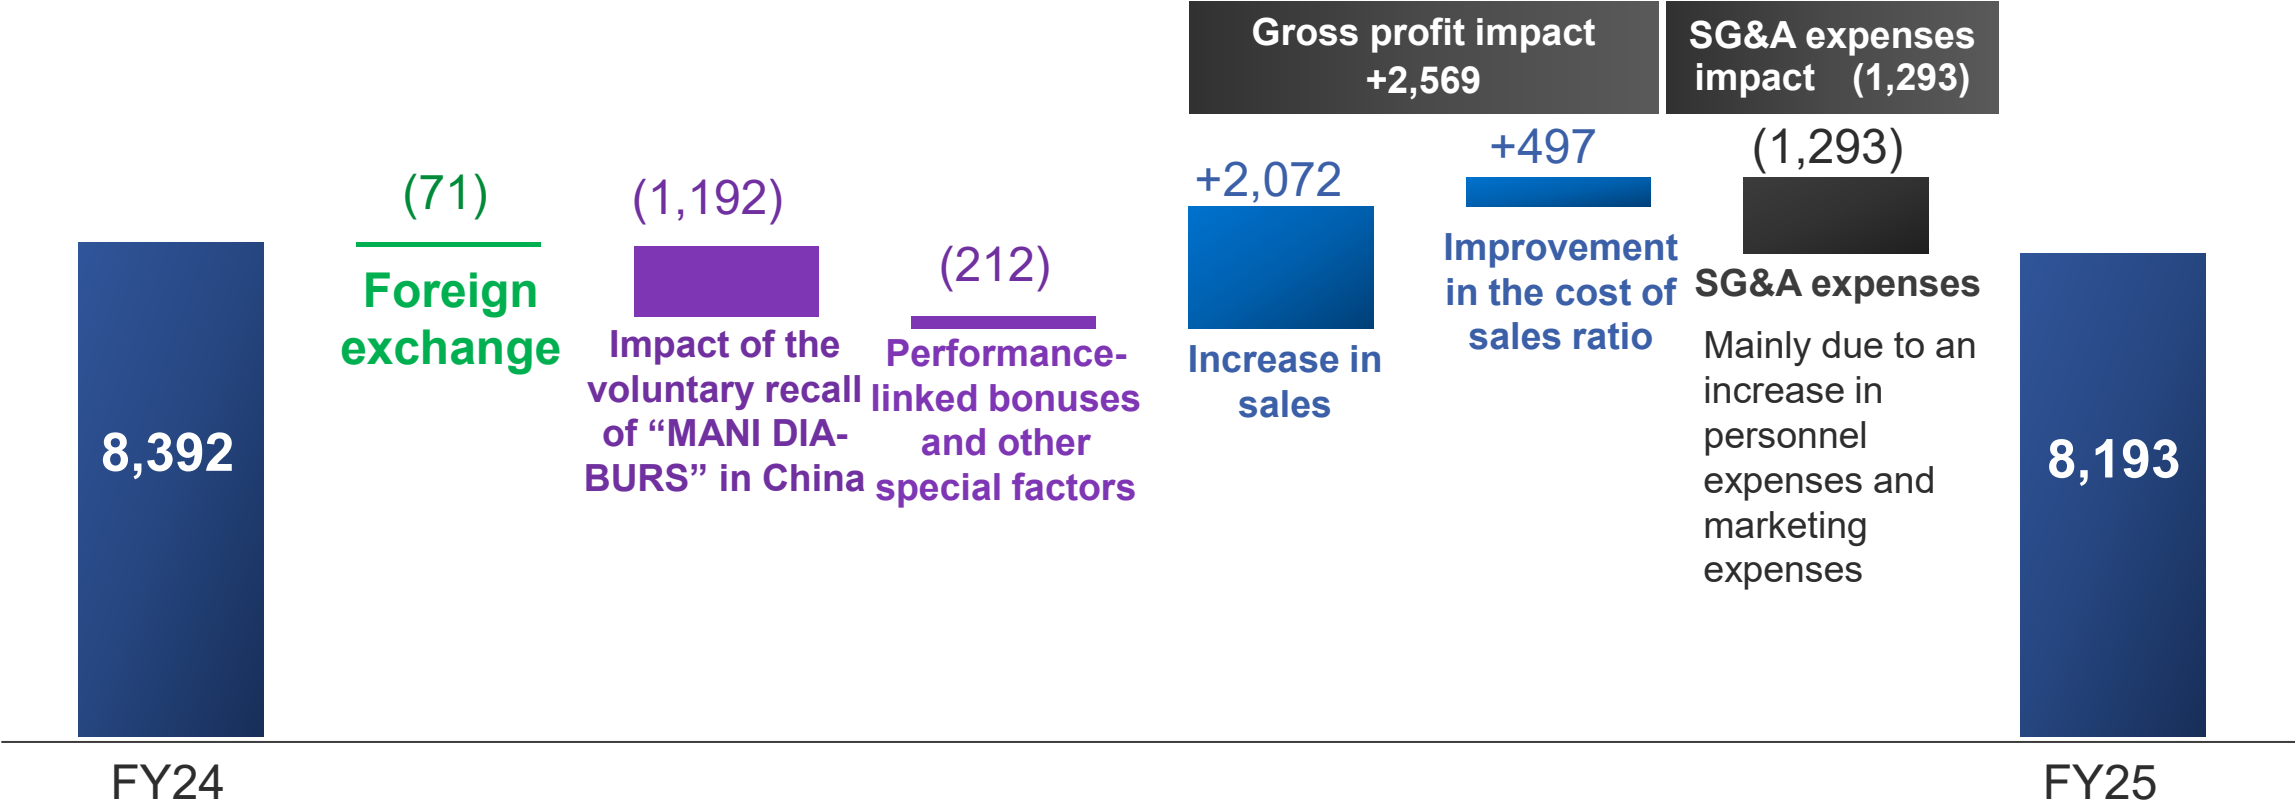 Gross profit impact
+2,569
SG&A expenses
impact (1,293)
8,392
FY24
(71)
Foreign
exchange
(1,192)
Impact of the
voluntary recall
of “MANI DIA-
BURS” in China
(212)
Performance-
linked bonuses
and other
special factors
+2,072
Increase in
sales
+497
Improvement
in the cost of
sales ratio
(1,293)
SG&A expenses
Mainly due to an
increase in
personnel
expenses and
marketing
expenses
8,193
FY25